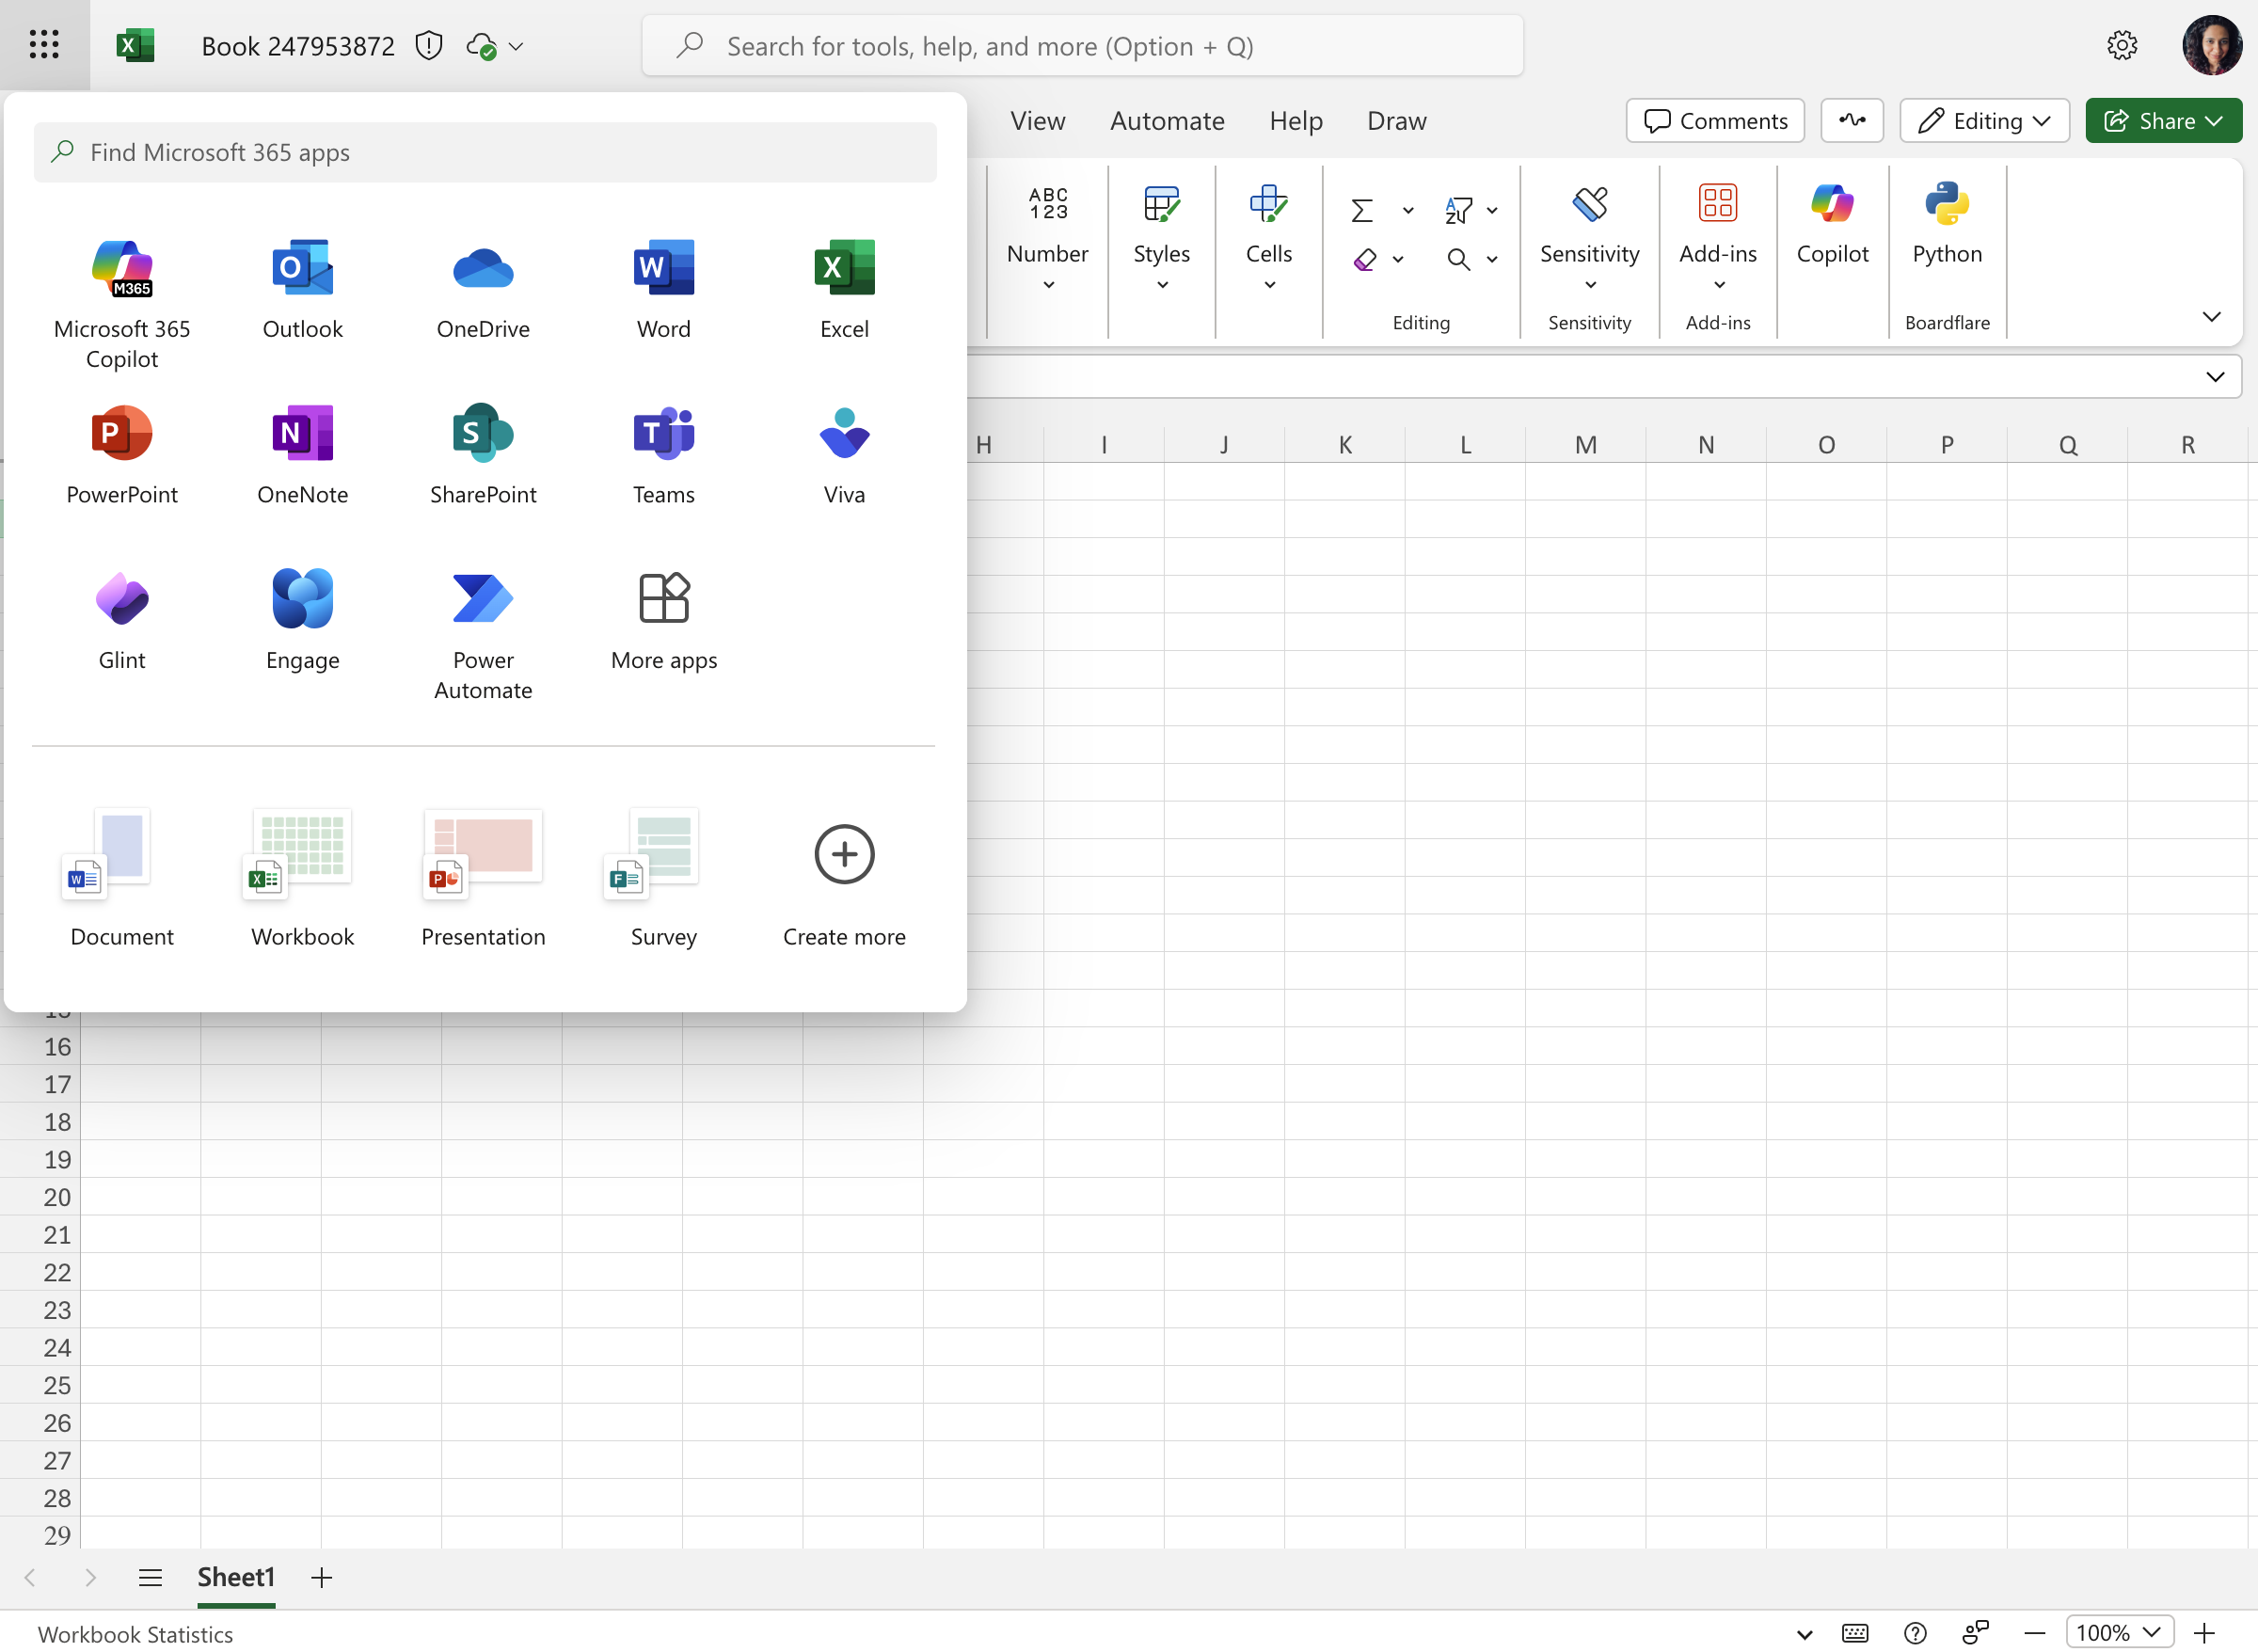 Book 247953872
Search for tools, help, and more (Option + Q)
Find Microsoft 365 apps
View Automate Help Draw
Comments Editing Share
M365
Microsoft 365
Copilot
Outlook
OneDrive
Word
Excel
PowerPoint
OneNote
SharePoint
Teams
Viva
Glint
Engage
Power
Automate
More apps
Document
Workbook
Presentation
Survey
Create more
ABC
123
Number
Styles
Cells
Editing
Sensitivity
Sensitivity
Add-ins
Add-ins
Copilot
Python
Boardflare
H I J K L M N O P Q R
15
16
17
18
19
20
21
22
23
24
25
26
27
28
29
Sheet1
Workbook Statistics
100%